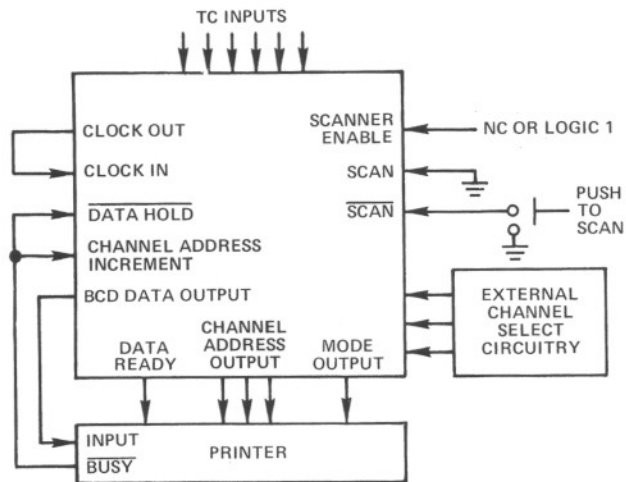 TC INPUTS
CLOCK OUT
CLOCK IN
DATA HOLD
CHANNEL ADDRESS
INCREMENT
BCD DATA OUTPUT
SCANNER
ENABLE
SCAN
SCAN
NC OR LOGIC 1
PUSH
TO
SCAN
EXTERNAL
CHANNEL
SELECT
CIRCUITRY
DATA
READY
CHANNEL
ADDRESS
OUTPUT
MODE
OUTPUT
INPUT
BUSY
PRINTER